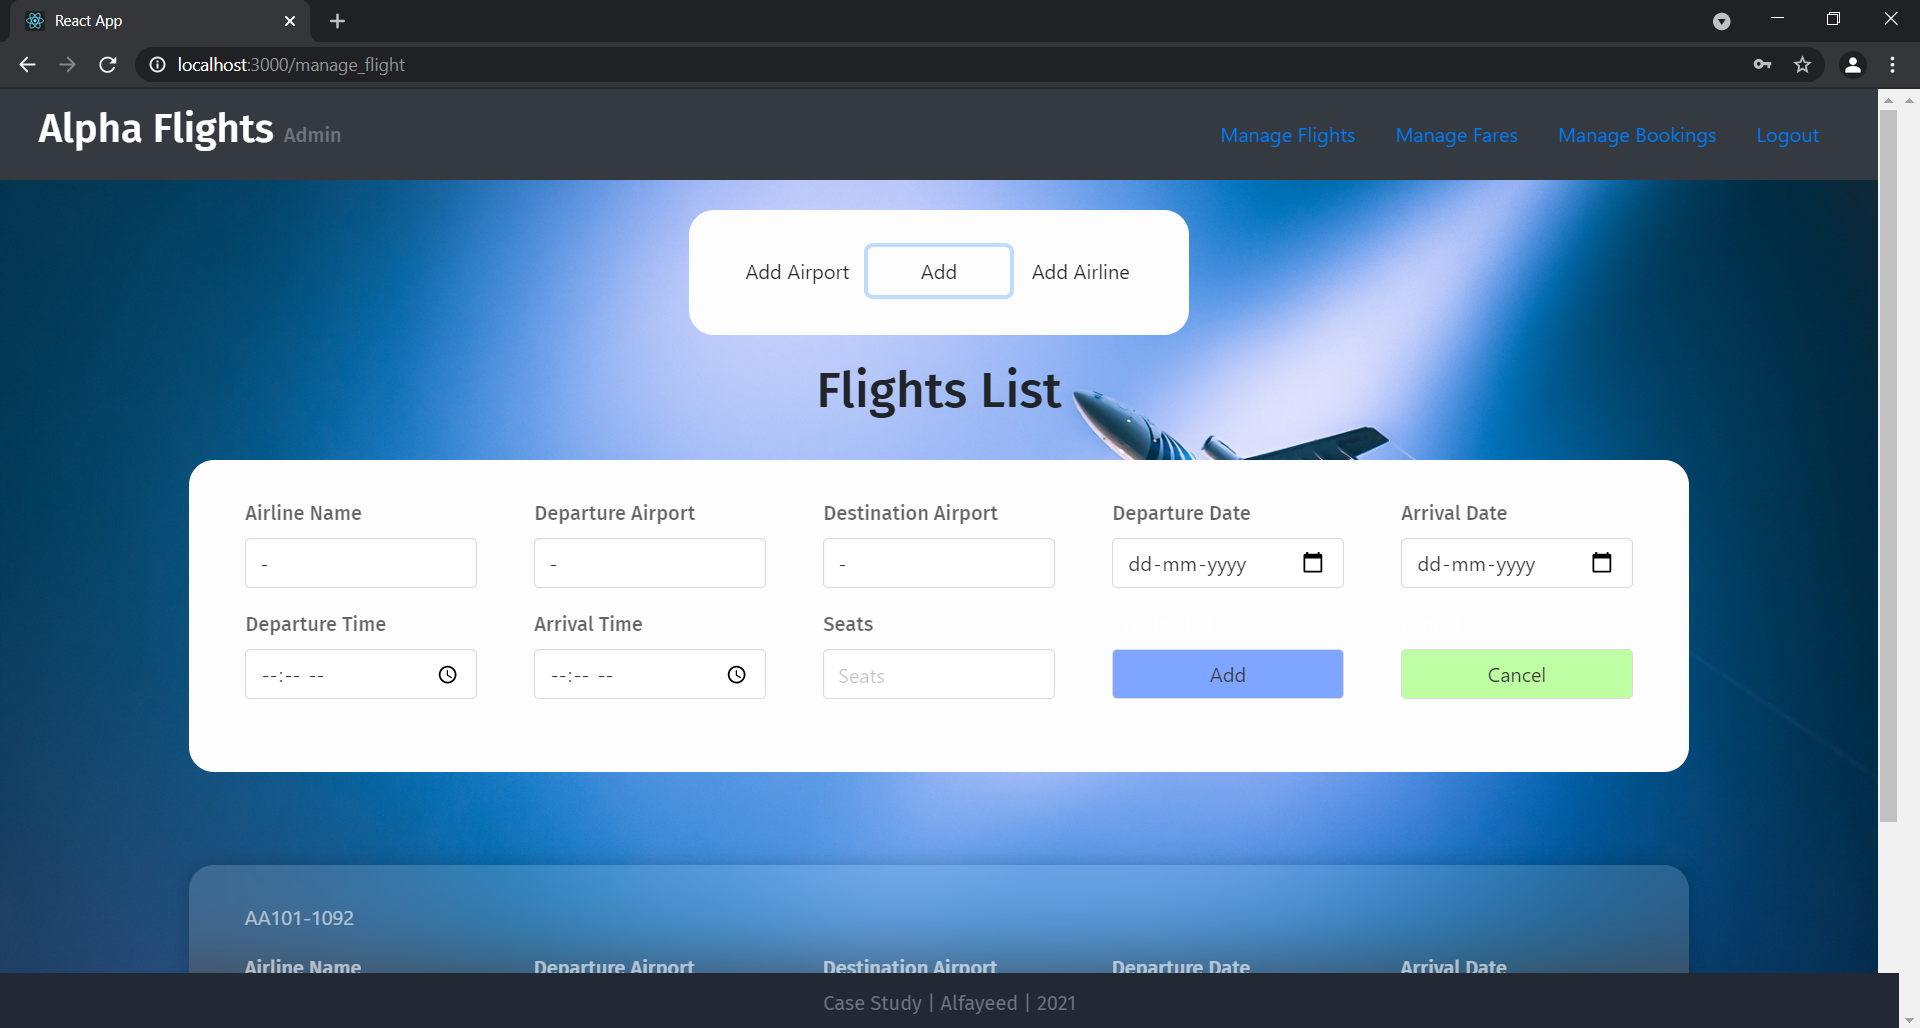 React App
localhost:3000/manage_flight
Alpha Flights Admin
Manage Flights Manage Fares Manage Bookings Logout
Add Airport Add Add Airline
Flights List
Airline Name Departure Airport Destination Airport Departure Date Arrival Date
- - - dd-mm-yyyy dd-mm-yyyy
Departure Time Arrival Time Seats
--:-- -- --:-- -- Seats Add Cancel
AA101-1092
Airline Name Departure Airport Destination Airport Departure Date Arrival Date
Case Study | Alfayeed | 2021